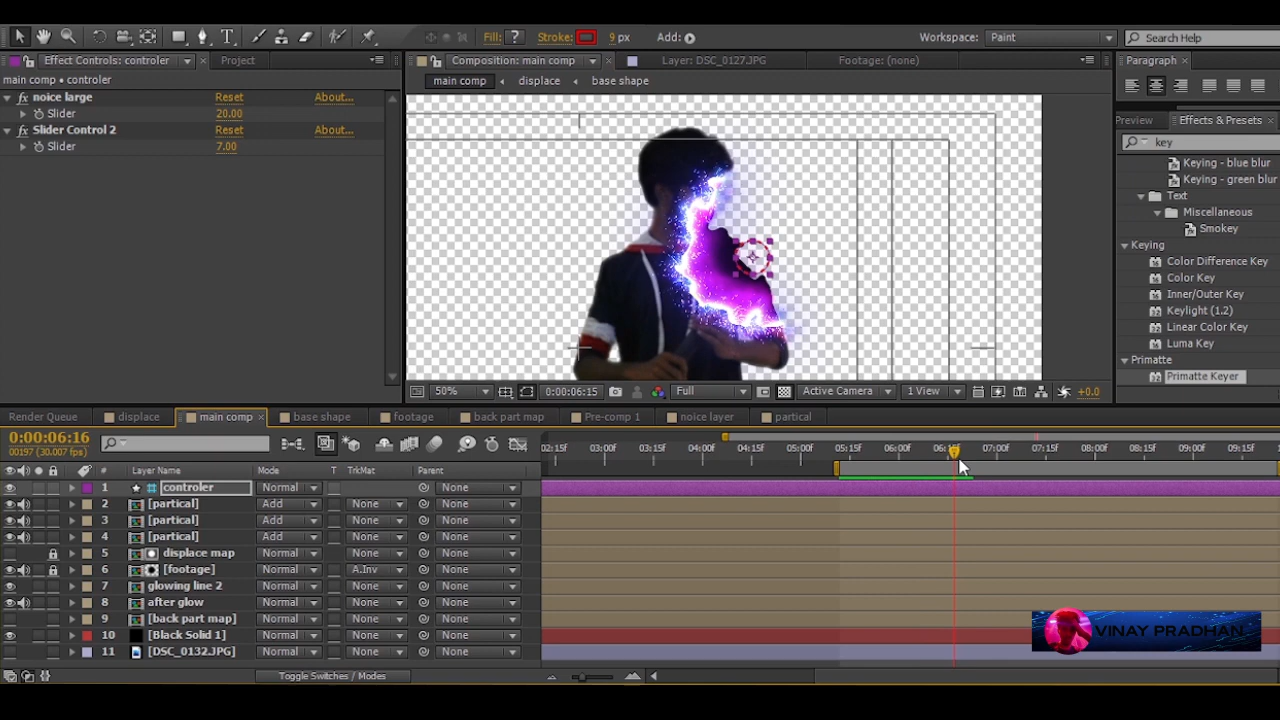 Fill: ? Stroke: 9 px Add: Workspace: Paint Search Help
Effect Controls: controler Project Composition: main comp Layer: DSC_0127.JPG Footage: (none) Paragraph
main comp • controler main comp displace base shape
fx noice large Reset About...
Slider 20.00
fx Slider Control 2 Reset About...
Slider 7.00
Preview Effects & Presets
key
Keying - blue blur
Keying - green blur
Text
Miscellaneous
Smokey
Keying
Color Difference Key
Color Key
Inner/Outer Key
Keylight (1.2)
Linear Color Key
Luma Key
Primatte
Primatte Keyer
50% 0:00:06:15 Full Active Camera 1 View +0.0
Render Queue displace main comp base shape footage back part map Pre-comp 1 noice layer partical
0:00:06:16
00197 (30.007 fps)
02:15f 03:00f 03:15f 04:00f 04:15f 05:00f 05:15f 06:00f 06:15f 07:00f 07:15f 08:00f 08:15f 09:00f 09:15f
# Layer Name Mode T TrkMat Parent
1 controler Normal None
2 [partical] Add None None
3 [partical] Add None None
4 [partical] Add None None
5 displace map Normal None None
6 [footage] Normal A.Inv None
7 glowing line 2 Normal None None
8 after glow Normal None None
9 [back part map] Normal None None
10 [Black Solid 1] Normal None None
11 [DSC_0132.JPG] Normal None None
VINAY PRADHAN
Toggle Switches / Modes